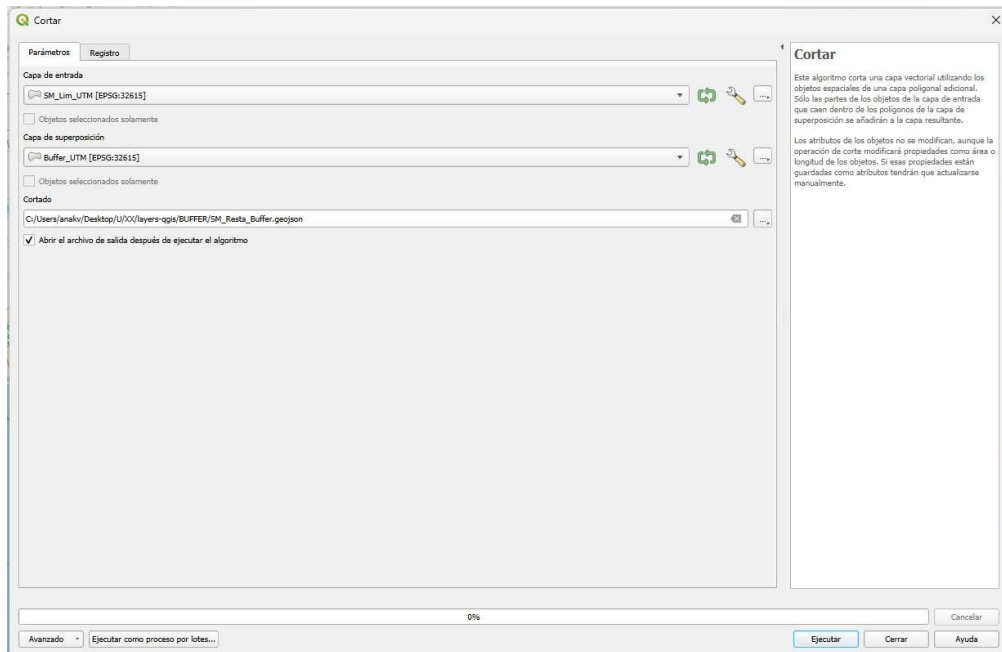 Cortar
Parámetros
Registro
Capa de entrada
SM_Lim_UTM [EPSG:32615]
Objetos seleccionados solamente
Capa de superposición
Buffer_UTM [EPSG:32615]
Objetos seleccionados solamente
Cortado
C:/Users/anakv/Desktop/U/XX/layers-qgis/BUFFER/SM_Resta_Buffer.geojson
Abrir el archivo de salida después de ejecutar el algoritmo
Cortar
Este algoritmo corta una capa vectorial utilizando los
objetos espaciales de una capa poligonal adicional.
Sólo las partes de los objetos de la capa de entrada
que caen dentro de los polígonos de la capa de
superposición se añadirán a la capa resultante.
Los atributos de los objetos no se modifican, aunque la
operación de corte modificará propiedades como área o
longitud de los objetos. Si esas propiedades están
guardadas como atributos tendrán que actualizarse
manualmente.
0%
Cancelar
Avanzado
Ejecutar como proceso por lotes...
Ejecutar
Cerrar
Ayuda